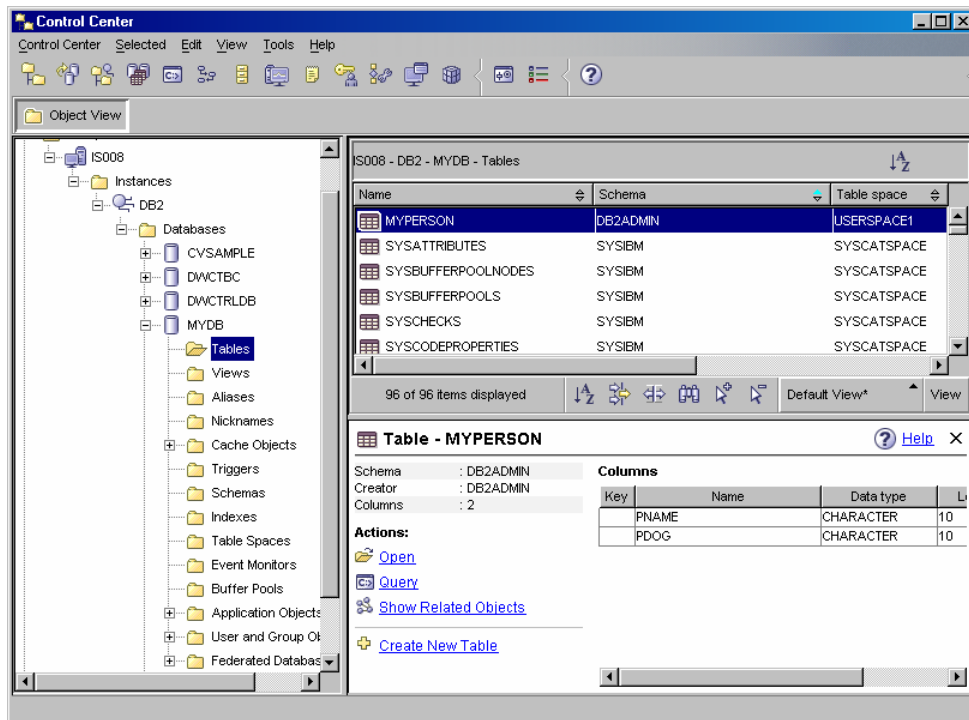 Control Center
Control Center Selected Edit View Tools Help
Object View
IS008
Instances
DB2
Databases
CVSAMPLE
DWCTBC
DWCTRLDB
MYDB
Tables
Views
Aliases
Nicknames
Cache Objects
Triggers
Schemas
Indexes
Table Spaces
Event Monitors
Buffer Pools
Application Objects
User and Group Ob
Federated Databas
IS008 - DB2 - MYDB - Tables
Name Schema Table space
MYPERSON DB2ADMIN USERSPACE1
SYSATTRIBUTES SYSIBM SYSCATSPACE
SYSBUFFERPOOLNODES SYSIBM SYSCATSPACE
SYSBUFFERPOOLS SYSIBM SYSCATSPACE
SYSCHECKS SYSIBM SYSCATSPACE
SYSCODEPROPERTIES SYSIBM SYSCATSPACE
96 of 96 items displayed Default View* View
Table - MYPERSON Help
Schema : DB2ADMIN
Creator : DB2ADMIN
Columns : 2
Actions:
Open
Query
Show Related Objects
Create New Table
Columns
Key Name Data type Le
PNAME CHARACTER 10
PDOG CHARACTER 10